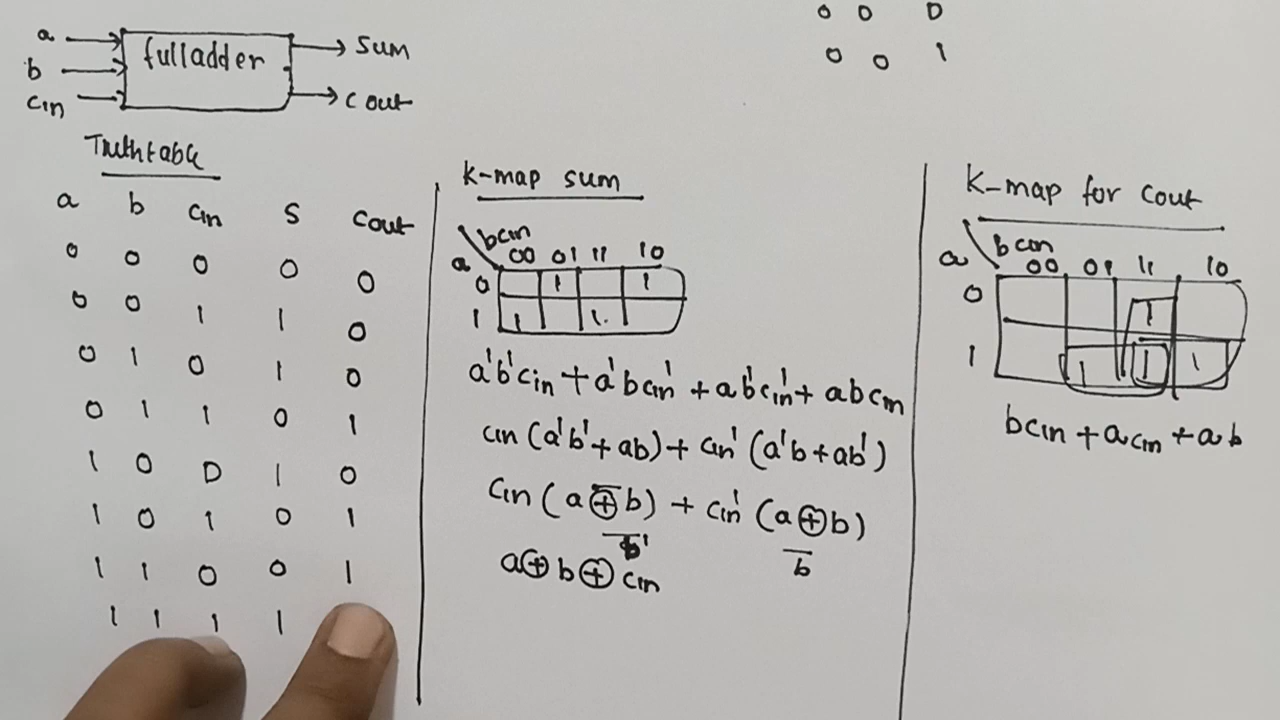 0 0 0
0 0 1
a
b
cin
fulladder
sum
cout
Truthtable
a b cin s cout
0 0 0 0 0
0 0 1 1 0
0 1 0 1 0
0 1 1 0 1
1 0 0 1 0
1 0 1 0 1
1 1 0 0 1
1 1 1 1
k-map sum
bcin
a 00 01 11 10
0 1 1
1 1 1.
a'b'cin + a'bcin' + ab'cin' + abcin
cin (a'b' + ab) + cin' (a'b + ab')
cin (a ⊕̅ b) + cin' (a ⊕ b)
b' b
a ⊕ b ⊕ cin
K-map for cout
bcin
a 00 01 11 10
0 1
1 1 1 1
bcin + acin + ab